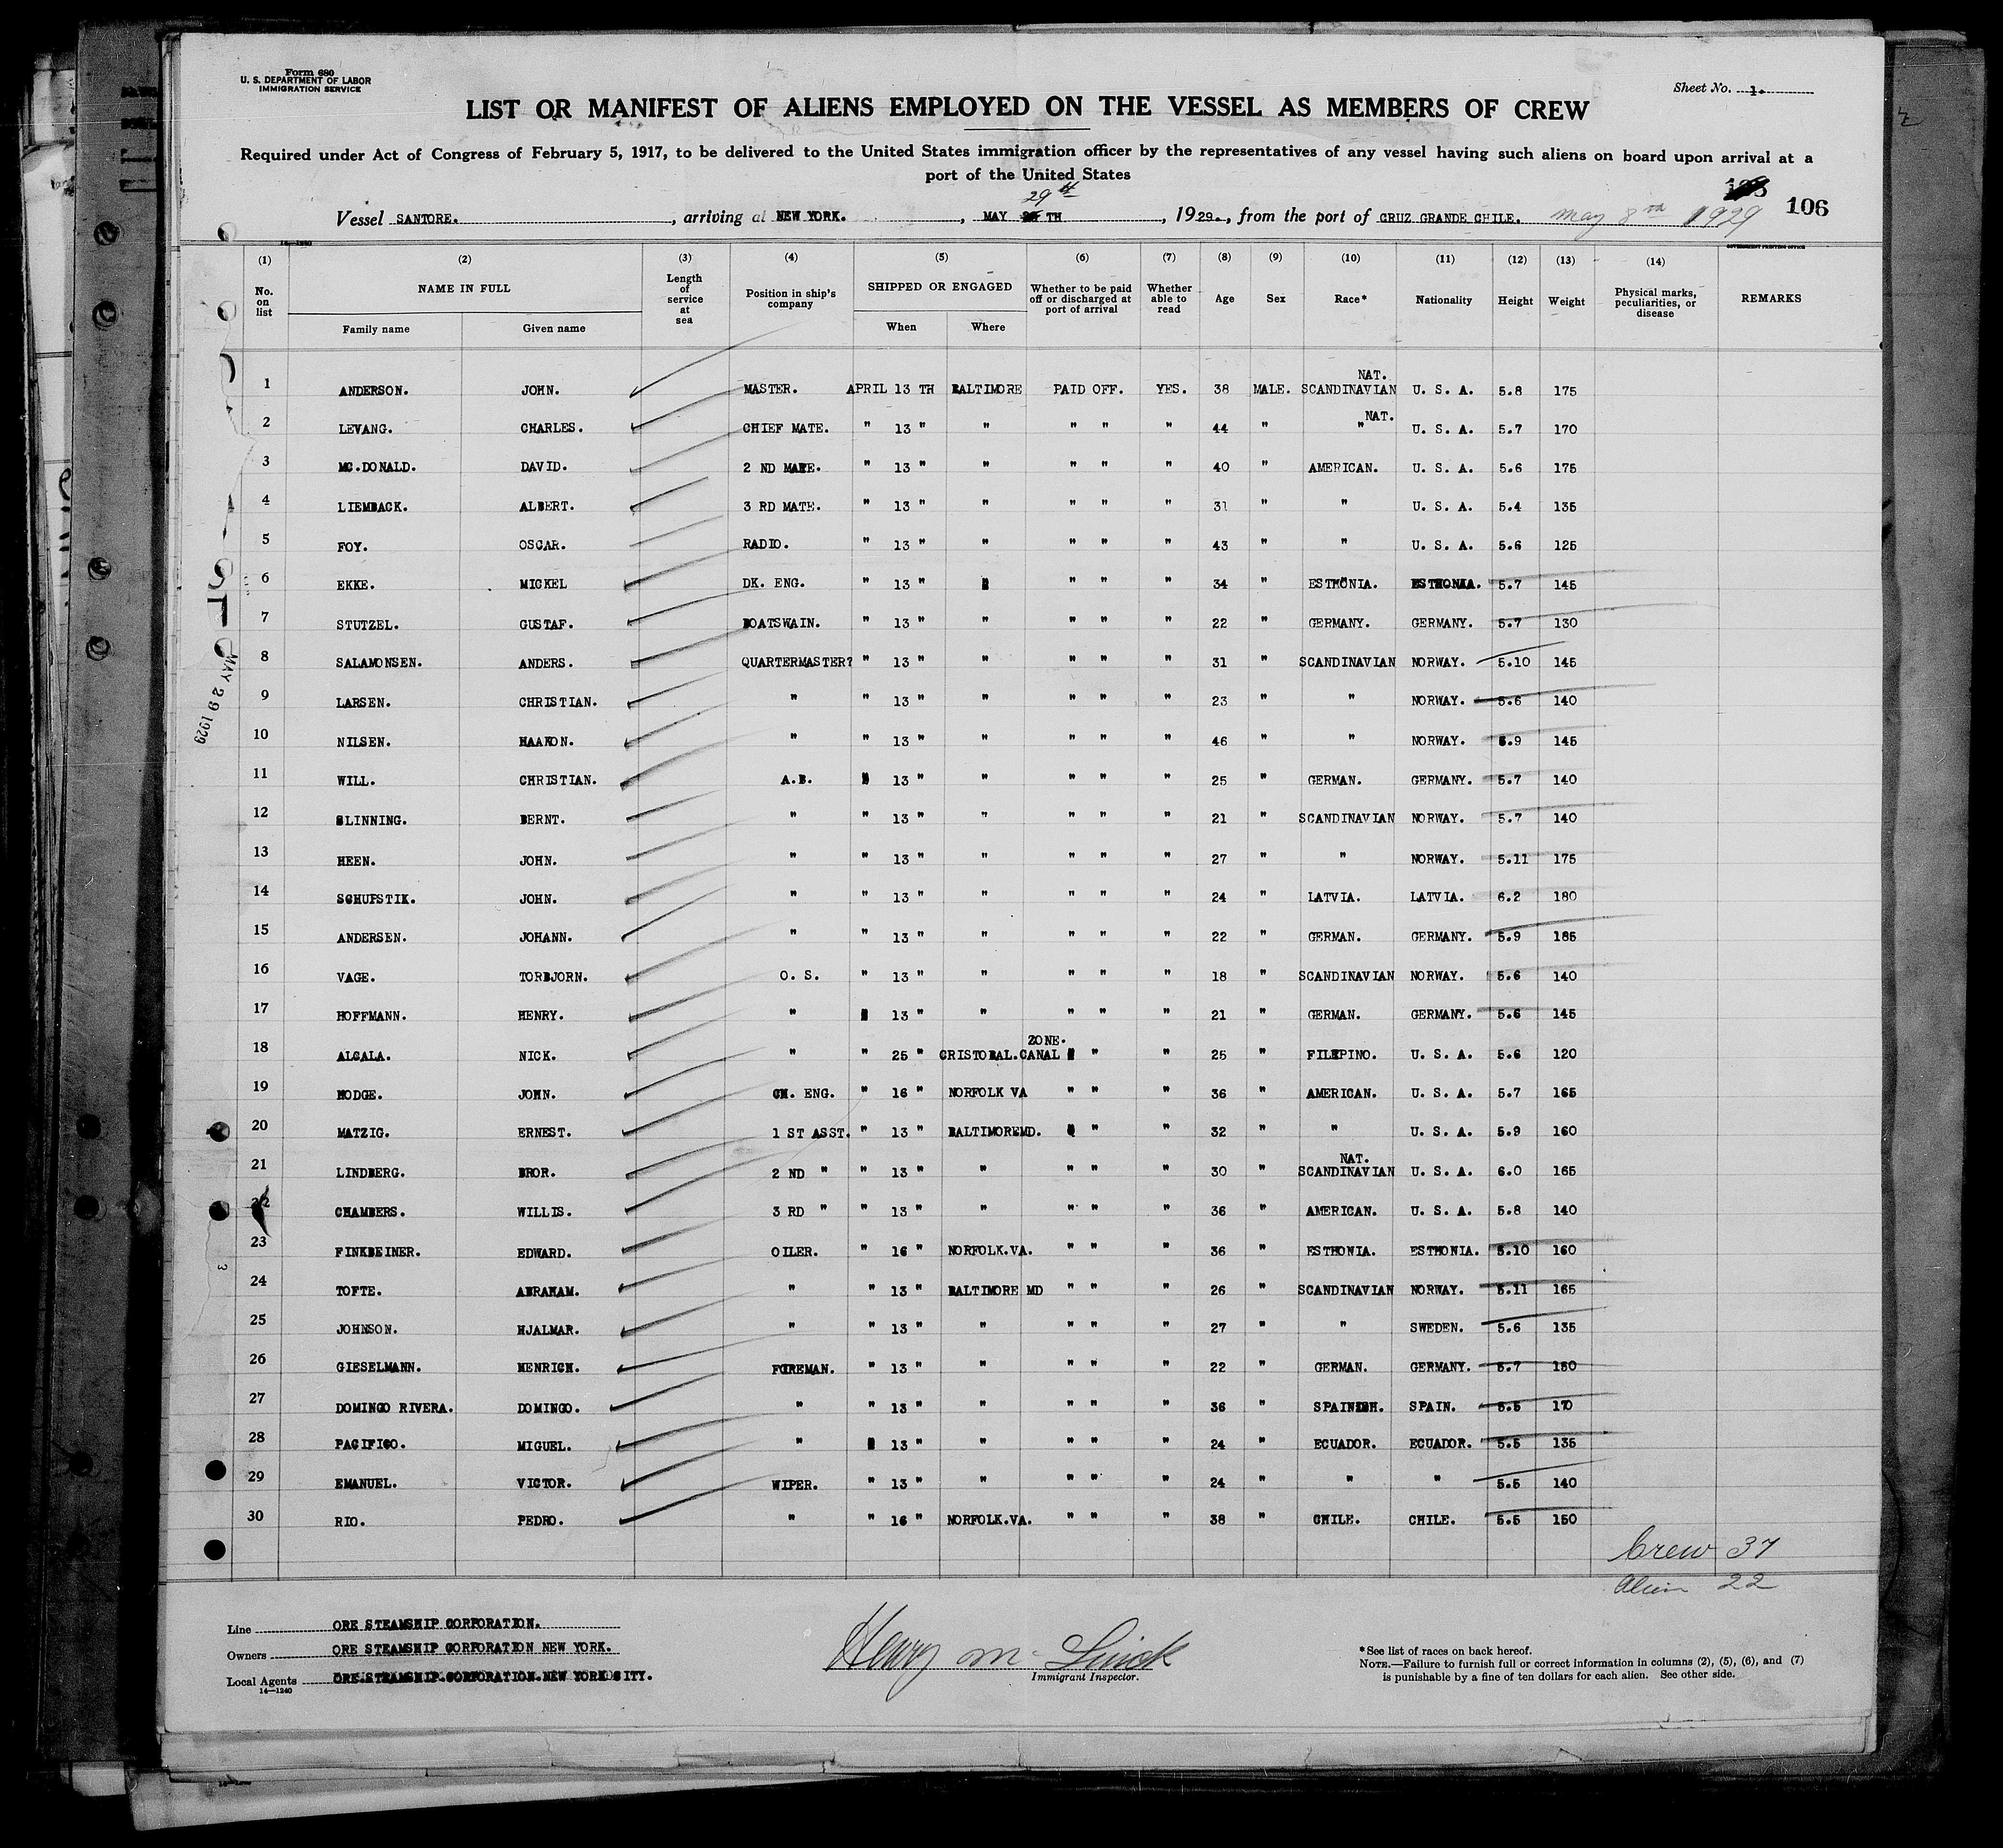 Form 680
U. S. DEPARTMENT OF LABOR
IMMIGRATION SERVICE
Sheet No. 1.
LIST OR MANIFEST OF ALIENS EMPLOYED ON THE VESSEL AS MEMBERS OF CREW
Required under Act of Congress of February 5, 1917, to be delivered to the United States immigration officer by the representatives of any vessel having such aliens on board upon arrival at a
port of the United States
29th
106
Vessel SANTORE. , arriving at NEW YORK. , MAY TH , 1929. , from the port of CRUZ GRANDE CHILE. May 8 1929
14—1240
GOVERNMENT PRINTING OFFICE
(1) (2) (3) (4) (5) (6) (7) (8) (9) (10) (11) (12) (13) (14)
No. on list NAME IN FULL Family name Given name Length of service at sea Position in ship's company SHIPPED OR ENGAGED When Where Whether to be paid off or discharged at port of arrival Whether able to read Age Sex Race* Nationality Height Weight Physical marks, peculiarities, or disease REMARKS
NAT.
1 ANDERSON. JOHN. MASTER. APRIL 13 TH BALTIMORE PAID OFF. YES. 38 MALE. SCANDINAVIAN U. S. A. 5.8 175
NAT.
2 LEVANG. CHARLES. CHIEF MATE. " 13 " " " " " 44 " " U. S. A. 5.7 170
3 MC.DONALD. DAVID. 2 ND MATE. " 13 " " " " " 40 " AMERICAN. U. S. A. 5.6 175
4 LIEMBACK. ALBERT. 3 RD MATE. " 13 " " " " " 31 " " U. S. A. 5.4 135
5 FOY. OSCAR. RADIO. " 13 " " " " " 43 " " U. S. A. 5.6 125
6 EKKE. MICKEL DK. ENG. " 13 " " " " " 34 " ESTHONIA. ESTHONIA. 5.7 145
7 STUTZEL. GUSTAF. BOATSWAIN. " 13 " " " " " 22 " GERMANY. GERMANY. 5.7 130
8 SALAMONSEN. ANDERS. QUARTERMASTER? " 13 " " " " " 31 " SCANDINAVIAN NORWAY. 5.10 145
9 LARSEN. CHRISTIAN. " " 13 " " " " " 23 " " NORWAY. 5.6 140
10 NILSEN. HAAKON. " " 13 " " " " " 46 " " NORWAY. 5.9 145
11 WILL. CHRISTIAN. A.B. " 13 " " " " " 25 " GERMAN. GERMANY. 5.7 140
12 SLINNING. BERNT. " " 13 " " " " " 21 " SCANDINAVIAN NORWAY. 5.7 140
13 HEEN. JOHN. " " 13 " " " " " 27 " " NORWAY. 5.11 175
14 SCHUFSTIK. JOHN. " " 13 " " " " " 24 " LATVIA. LATVIA. 6.2 180
15 ANDERSEN. JOHANN. " " 13 " " " " " 22 " GERMAN. GERMANY. 5.9 185
16 VAGE. TORBJORN. O. S. " 13 " " " " " 18 " SCANDINAVIAN NORWAY. 5.6 140
17 HOFFMANN. HENRY. " " 13 " " " " " 21 " GERMAN. GERMANY. 5.6 145
ZONE.
18 ALCALA. NICK. " " 25 " CRISTOBAL.CANAL " " " 25 " FILIPINO. U. S. A. 5.6 120
19 HODGE. JOHN. CH. ENG. " 16 " NORFOLK VA " " " 36 " AMERICAN. U. S. A. 5.7 165
20 MATZIG. ERNEST. 1 ST ASST. " 13 " BALTIMOREMD. " " " 32 " " U. S. A. 5.9 160
NAT.
21 LINDBERG. BROR. 2 ND " " 13 " " " " " 30 " SCANDINAVIAN U. S. A. 6.0 165
22 CHAMBERS. WILLIS. 3 RD " " 13 " " " " " 36 " AMERICAN. U. S. A. 5.8 140
23 FINKBEINER. EDWARD. OILER. " 16 " NORFOLK.VA. " " " 36 " ESTHONIA. ESTHONIA. 5.10 160
24 TOFTE. ABRAHAM. " " 13 " BALTIMORE MD " " " 26 " SCANDINAVIAN NORWAY. 5.11 165
25 JOHNSON. HJALMAR. " " 13 " " " " " 27 " " SWEDEN. 5.6 135
26 GIESELMANN. HENRICH. FOREMAN. " 13 " " " " " 22 " GERMAN. GERMANY. 5.7 150
27 DOMINGO RIVERA. DOMINGO. " " 13 " " " " " 36 " SPAINISH. SPAIN. 5.5 170
28 PACIFICO. MIGUEL. " " 13 " " " " " 24 " ECUADOR. ECUADOR. 5.5 135
29 EMANUEL. VICTOR. WIPER. " 13 " " " " " 24 " " " 5.5 140
30 RIO. PEDRO. " " 16 " NORFOLK.VA. " " " 38 " CHILE. CHILE. 5.5 150
MAY 29 1929
3
Crew 37
Alien 22
Line ORE STEAMSHIP CORPORATION.
Owners ORE STEAMSHIP CORPORATION NEW YORK.
Local Agents ORE.STEAMSHIP.CORPORATION.NEW YORK CITY.
14—1240
Henry
Immigrant Inspector.
*See list of races on back hereof.
NOTE.—Failure to furnish full or correct information in columns (2), (5), (6), and (7)
is punishable by a fine of ten dollars for each alien. See other side.